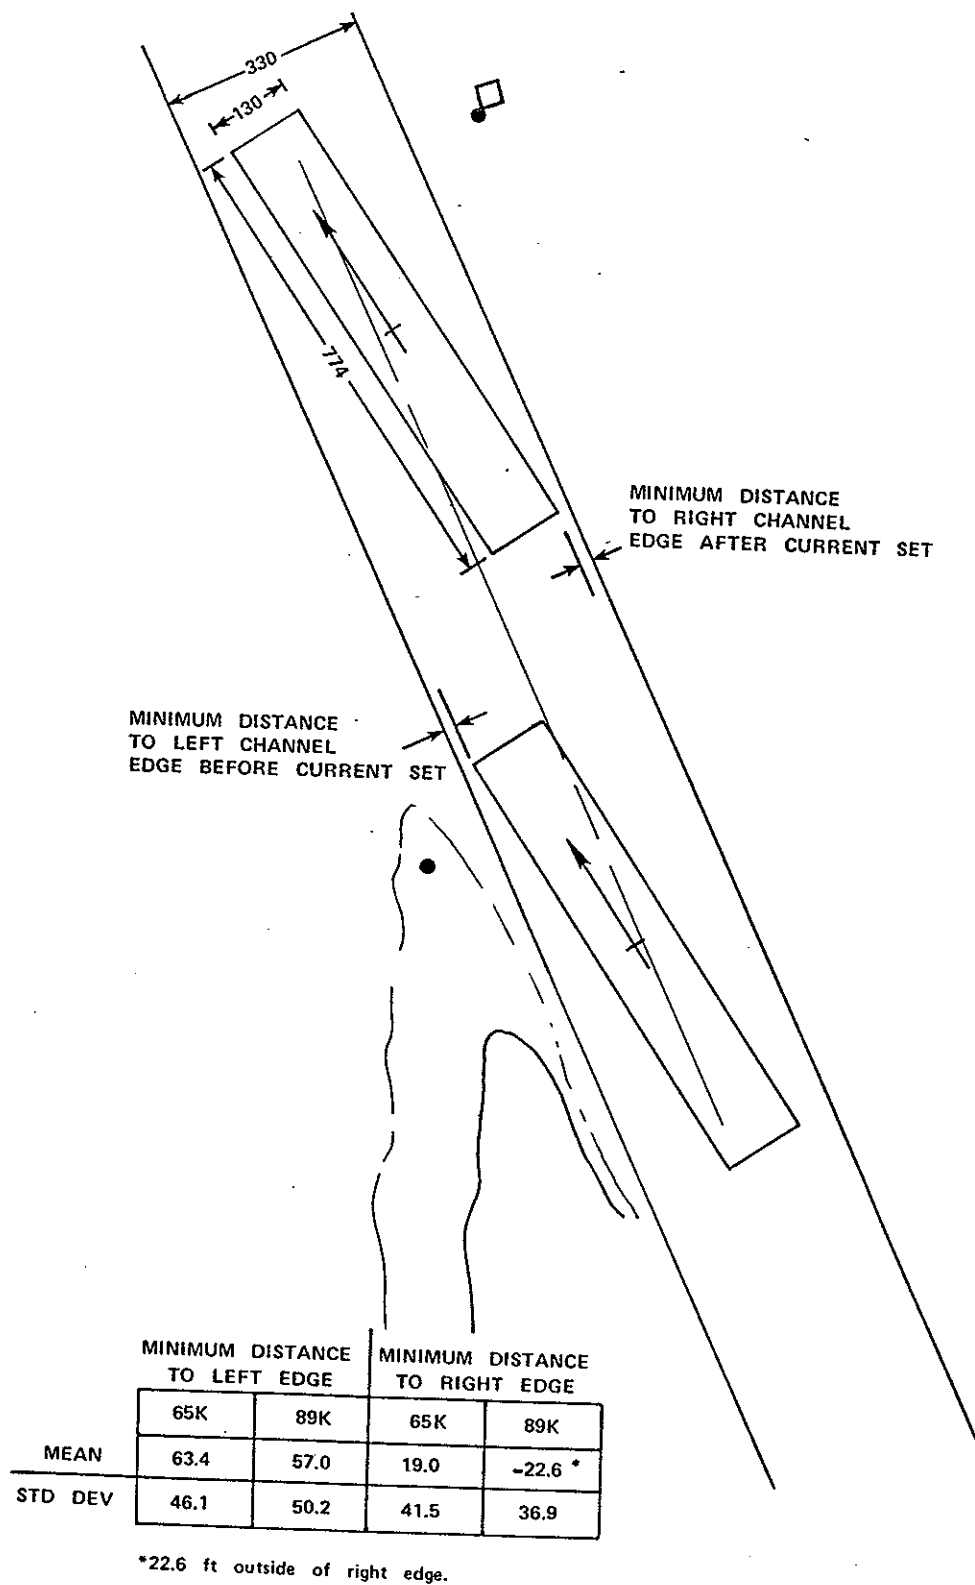 330
130
774
MINIMUM DISTANCE
TO RIGHT CHANNEL
EDGE AFTER CURRENT SET
MINIMUM DISTANCE
TO LEFT CHANNEL
EDGE BEFORE CURRENT SET
MINIMUM DISTANCE MINIMUM DISTANCE
TO LEFT EDGE TO RIGHT EDGE
65K 89K 65K 89K
MEAN 63.4 57.0 19.0 -22.6 *
STD DEV 46.1 50.2 41.5 36.9
*22.6 ft outside of right edge.